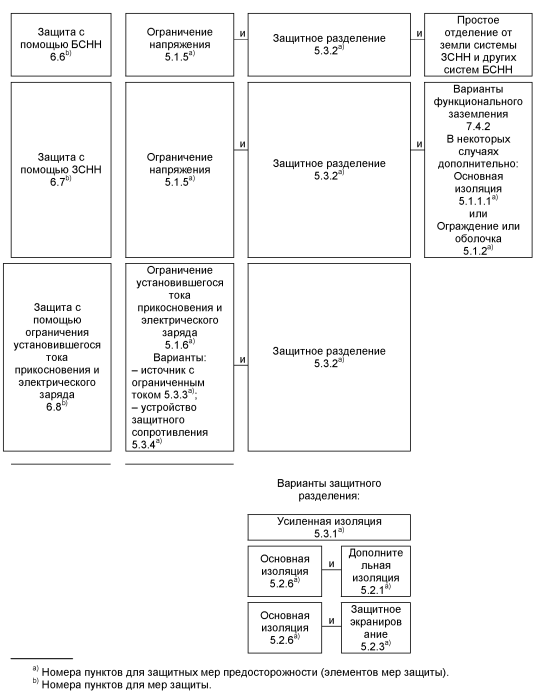 Защита с
помощью БСНН
6.6b)
Ограничение
напряжения
5.1.5a)
и
Защитное разделение
5.3.2a)
и
Простое
отделение от
земли системы
ЗСНН и других
систем БСНН
Защита с
помощью ЗСНН
6.7b)
Ограничение
напряжения
5.1.5a)
и
Защитное разделение
5.3.2a)
и
Варианты
функционального
заземления
7.4.2
В некоторых
случаях
дополнительно:
Основная
изоляция
5.1.1.1a)
или
Ограждение или
оболочка
5.1.2a)
Защита с
помощью
ограничения
установившегося
тока
прикосновения и
электрического
заряда
6.8b)
Ограничение
установившегося
тока
прикосновения и
электрического
заряда
5.1.6a)
Варианты:
– источник с
ограниченным
током 5.3.3a);
– устройство
защитного
сопротивления
5.3.4a)
и
Защитное разделение
5.3.2a)
Варианты защитного
разделения:
Усиленная изоляция
5.3.1a)
Основная
изоляция
5.2.6a)
и
Дополните
льная
изоляция
5.2.1a)
Основная
изоляция
5.2.6a)
и
Защитное
экраниров
ание
5.2.3a)
a) Номера пунктов для защитных мер предосторожности (элементов мер защиты).
b) Номера пунктов для мер защиты.